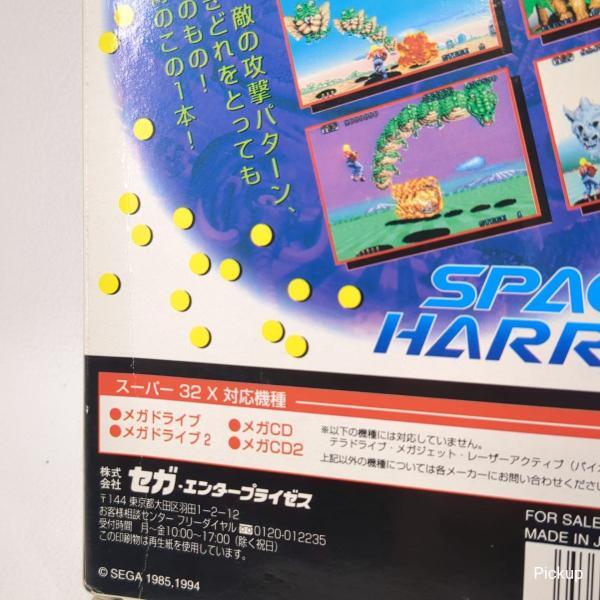 敵の攻撃パターン、
どれをとっても
のもの!
のこの1本!
SPAC
HARR
スーパー 32 X 対応機種
●メガドライブ
●メガドライブ2
●メガCD
●メガCD2
※以下の機種には対応していません。
テラドライブ・メガジェット・レーザーアクティブ(パイ
上記以外の機種については各メーカーにお問い合わせくださ
株式会社 セガ・エンタープライゼス
〒144 東京都大田区羽田1-2-12
お客様相談センター フリーダイヤル 0120-012235
受付時間 月~金10:00~17:00(除く祝日)
この印刷物は再生紙を使用しています。
© SEGA 1985,1994
FOR SALE
MADE IN J
Pickup